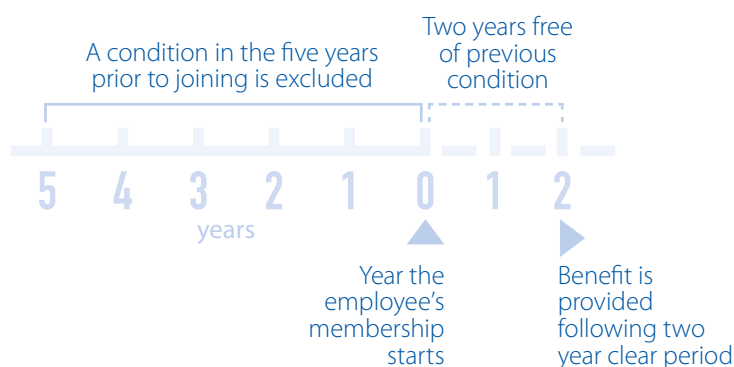 A condition in the five years
prior to joining is excluded
Two years free
of previous
condition
5 4 3 2 1 0 1 2
years
Year the
employee’s
membership
starts
Benefit is
provided
following two
year clear period